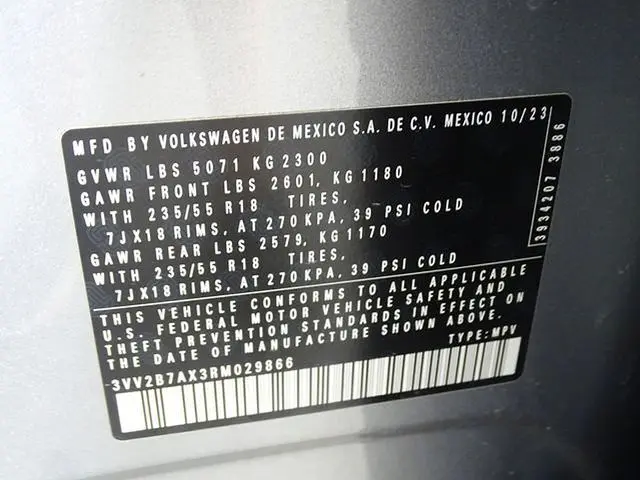 MFD BY VOLKSWAGEN DE MEXICO S.A. DE C.V. MEXICO 10/23
GVWR LBS 5071 KG 2300
GAWR FRONT LBS 2601, KG 1180
WITH 235/55 R18 TIRES,
7JX18 RIMS, AT 270 KPA, 39 PSI COLD
GAWR REAR LBS 2579, KG 1170
WITH 235/55 R18 TIRES,
7JX18 RIMS, AT 270 KPA, 39 PSI COLD
THIS VEHICLE CONFORMS TO ALL APPLICABLE
U.S. FEDERAL MOTOR VEHICLE SAFETY AND
THEFT PREVENTION STANDARDS IN EFFECT ON
THE DATE OF MANUFACTURE SHOWN ABOVE.
TYPE: MPV
3VV2B7AX3RM029866
3934207 3886